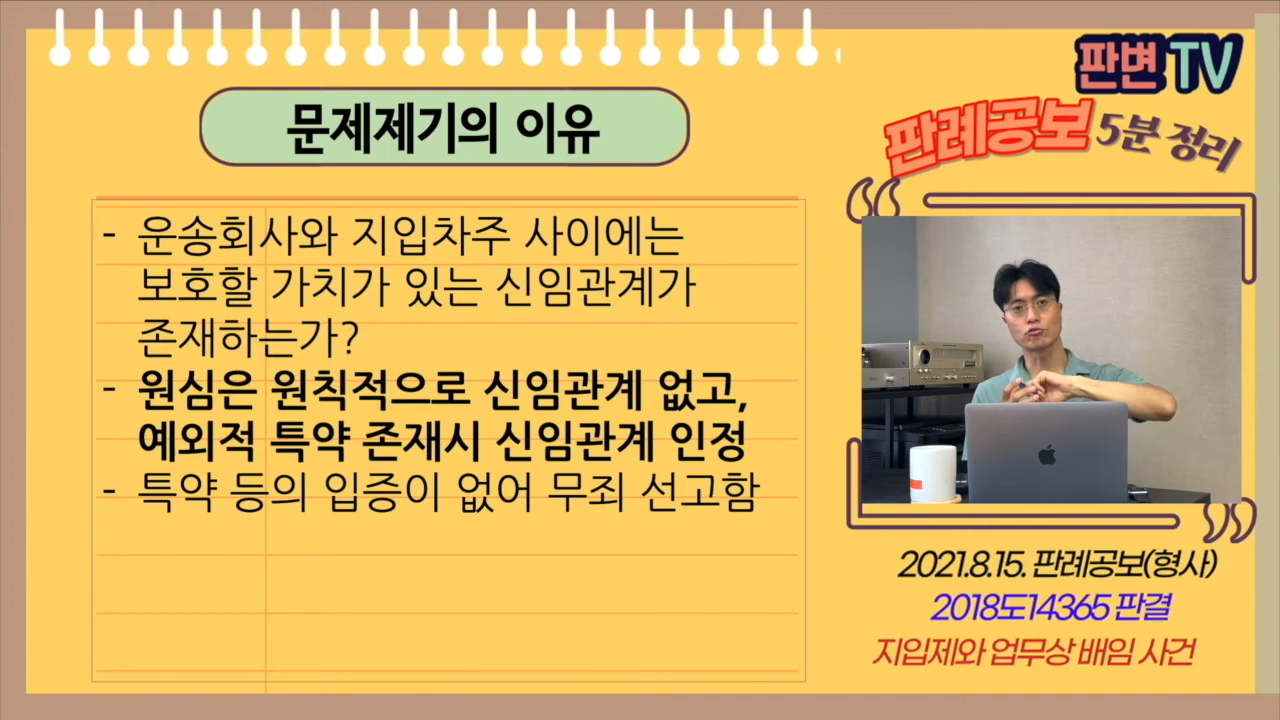 판변 TV
판례공보 5분 정리
문제제기의 이유
- 운송회사와 지입차주 사이에는
보호할 가치가 있는 신임관계가
존재하는가?
- 원심은 원칙적으로 신임관계 없고,
예외적 특약 존재시 신임관계 인정
- 특약 등의 입증이 없어 무죄 선고함
2021.8.15. 판례공보(형사)
2018도14365 판결
지입제와 업무상 배임 사건